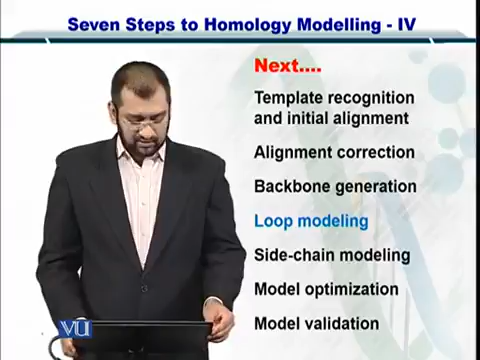 Seven Steps to Homology Modelling - IV
Next....
Template recognition
and initial alignment
Alignment correction
Backbone generation
Loop modeling
Side-chain modeling
Model optimization
Model validation
VU